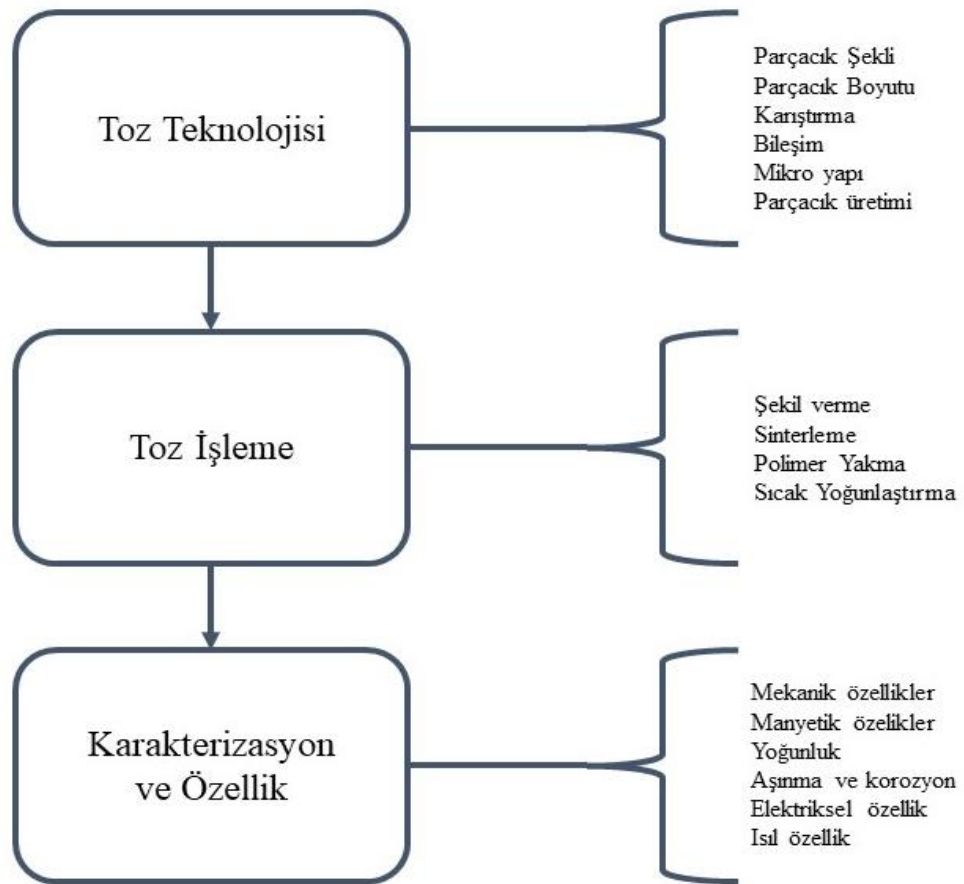 Toz Teknolojisi
Parçacık Şekli
Parçacık Boyutu
Karıştırma
Bileşim
Mikro yapı
Parçacık üretimi
Toz İşleme
Şekil verme
Sinterleme
Polimer Yakma
Sıcak Yoğunlaştırma
Karakterizasyon
ve Özellik
Mekanik özellikler
Manyetik özelikler
Yoğunluk
Aşınma ve korozyon
Elektriksel özellik
Isıl özellik